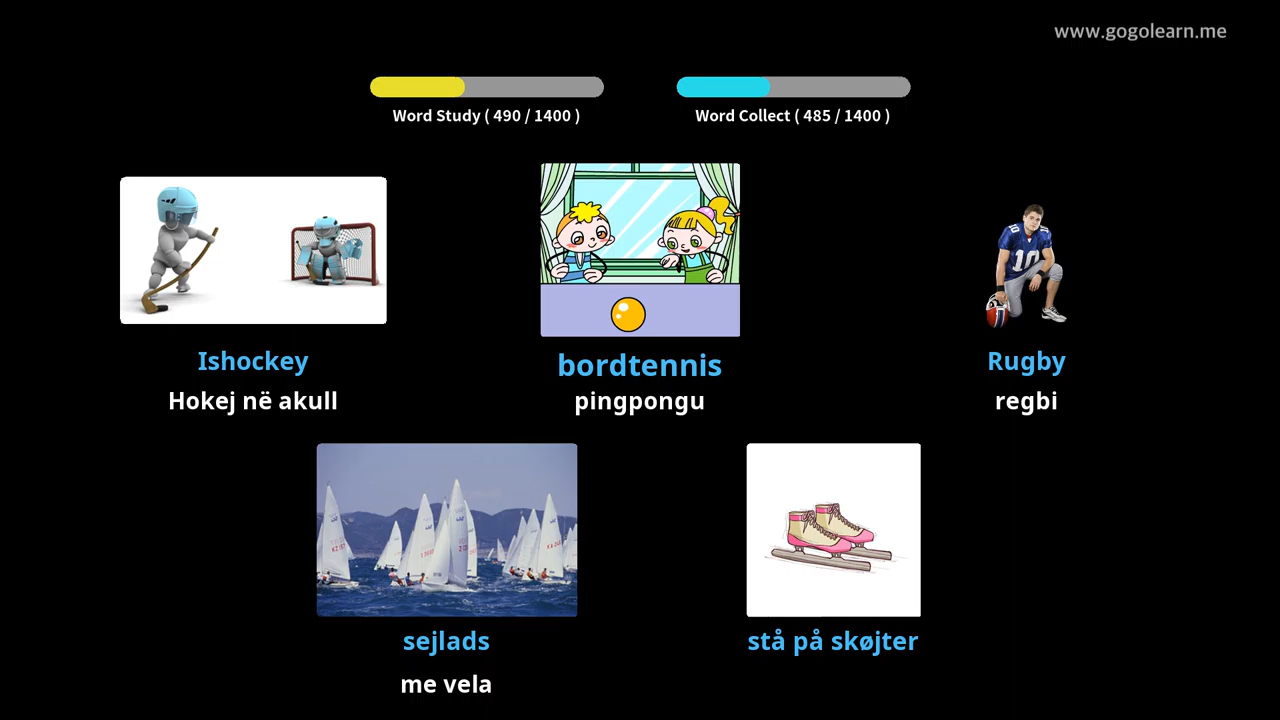 www.gogolearn.me
Word Study ( 490 / 1400 )
Word Collect ( 485 / 1400 )
Ishockey
Hokej në akull
bordtennis
pingpongu
Rugby
regbi
sejlads
me vela
stå på skøjter